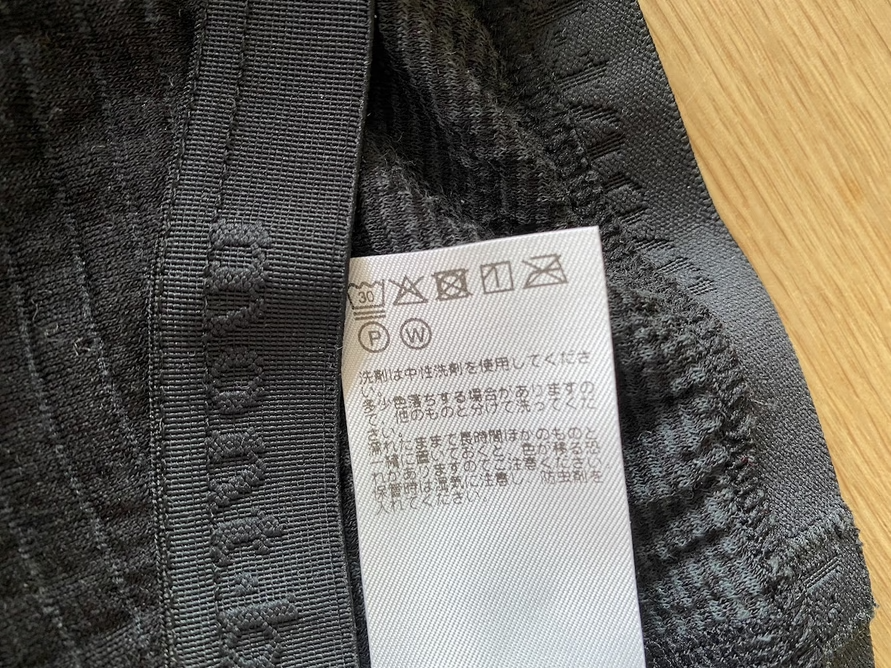 30
P W
洗剤は中性洗剤を使用してくださ
多少色落ちする場合がありますの
で、他のものと分けて洗ってくだ
さい。
濡れたままで長時間ほかのものと
一緒に置いておくと、色が移る恐
れがありますのでご注意ください。
保管時は湿気に注意し、防虫剤を
入れてください。